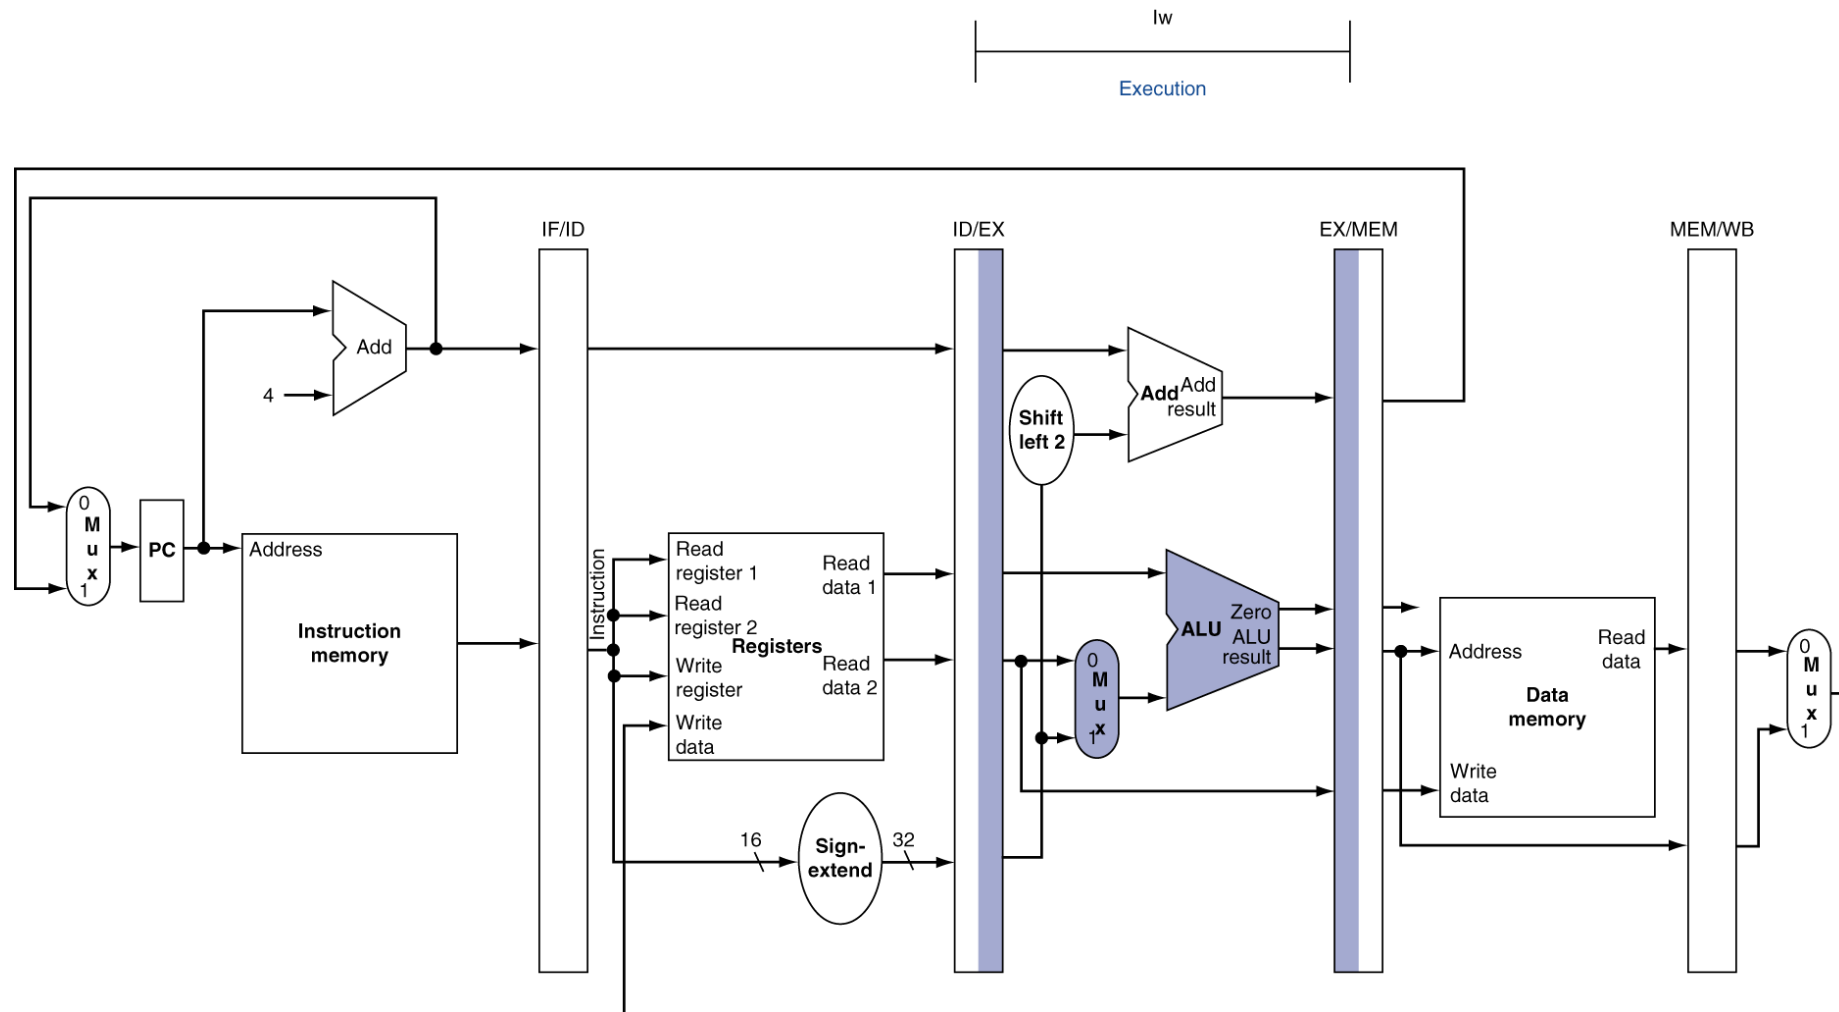 lw
Execution
IF/ID
ID/EX
EX/MEM
MEM/WB
Add
4
Add
Add
result
Shift
left 2
0
M
u
x
1
PC
Address
Instruction
memory
Instruction
Read
register 1
Read
register 2
Write
register
Write
data
Registers
Read
data 1
Read
data 2
16
Sign-
extend
32
0
M
u
x
1
ALU
Zero
ALU
result
Address
Read
data
Data
memory
Write
data
0
M
u
x
1